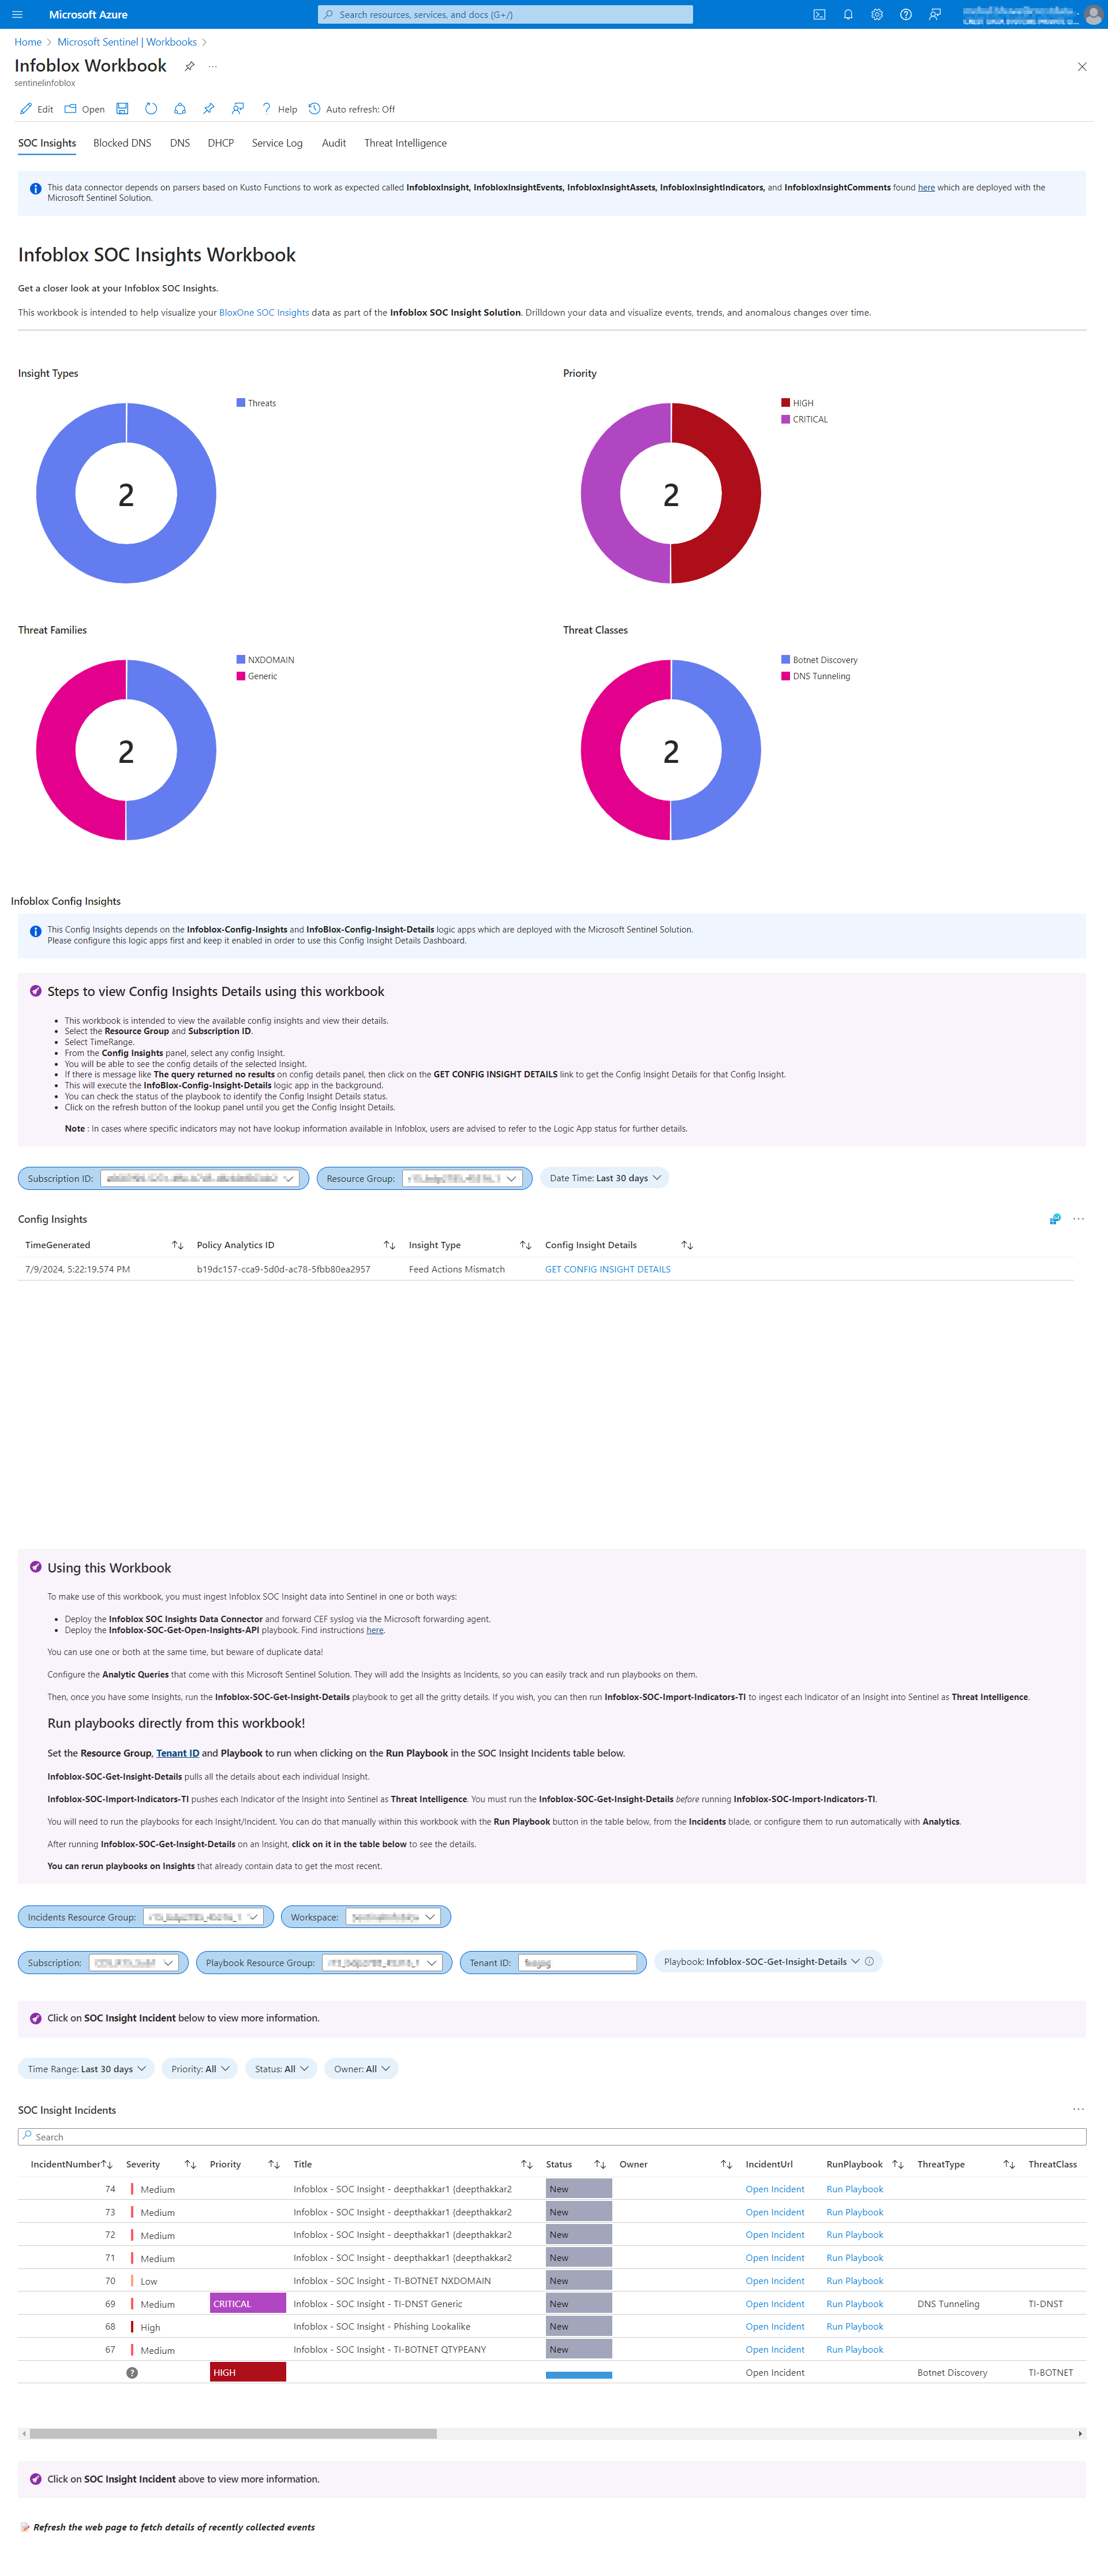 Microsoft Azure
Search resources, services, and docs (G+/)
Home > Microsoft Sentinel | Workbooks >
Infoblox Workbook
sentinelinfoblox
Edit Open Help Auto refresh: Off
SOC Insights Blocked DNS DNS DHCP Service Log Audit Threat Intelligence
This data connector depends on parsers based on Kusto Functions to work as expected called InfobloxInsight, InfobloxInsightEvents, InfobloxInsightAssets, InfobloxInsightIndicators, and InfobloxInsightComments found here which are deployed with the
Microsoft Sentinel Solution.
Infoblox SOC Insights Workbook
Get a closer look at your Infoblox SOC Insights.
This workbook is intended to help visualize your BloxOne SOC Insights data as part of the Infoblox SOC Insight Solution. Drilldown your data and visualize events, trends, and anomalous changes over time.
Insight Types
Threats
2
Priority
HIGH
CRITICAL
2
Threat Families
NXDOMAIN
Generic
2
Threat Classes
Botnet Discovery
DNS Tunneling
2
Infoblox Config Insights
This Config Insights depends on the Infoblox-Config-Insights and InfoBlox-Config-Insight-Details logic apps which are deployed with the Microsoft Sentinel Solution.
Please configure this logic apps first and keep it enabled in order to use this Config Insight Details Dashboard.
Steps to view Config Insights Details using this workbook
• This workbook is intended to view the available config insights and view their details.
• Select the Resource Group and Subscription ID.
• Select TimeRange.
• From the Config Insights panel, select any config Insight.
• You will be able to see the config details of the selected Insight.
• If there is message like The query returned no results on config details panel, then click on the GET CONFIG INSIGHT DETAILS link to get the Config Insight Details for that Config Insight.
• This will execute the InfoBlox-Config-Insight-Details logic app in the background.
• You can check the status of the playbook to identify the Config Insight Details status.
• Click on the refresh button of the lookup panel until you get the Config Insight Details.
Note : In cases where specific indicators may not have lookup information available in Infoblox, users are advised to refer to the Logic App status for further details.
Subscription ID: Resource Group: Date Time: Last 30 days
Config Insights
TimeGenerated Policy Analytics ID Insight Type Config Insight Details
7/9/2024, 5:22:19.574 PM b19dc157-cca9-5d0d-ac78-5fbb80ea2957 Feed Actions Mismatch GET CONFIG INSIGHT DETAILS
Using this Workbook
To make use of this workbook, you must ingest Infoblox SOC Insight data into Sentinel in one or both ways:
• Deploy the Infoblox SOC Insights Data Connector and forward CEF syslog via the Microsoft forwarding agent.
• Deploy the Infoblox-SOC-Get-Open-Insights-API playbook. Find instructions here.
You can use one or both at the same time, but beware of duplicate data!
Configure the Analytic Queries that come with this Microsoft Sentinel Solution. They will add the Insights as Incidents, so you can easily track and run playbooks on them.
Then, once you have some Insights, run the Infoblox-SOC-Get-Insight-Details playbook to get all the gritty details. If you wish, you can then run Infoblox-SOC-Import-Indicators-TI to ingest each Indicator of an Insight into Sentinel as Threat Intelligence.
Run playbooks directly from this workbook!
Set the Resource Group, Tenant ID and Playbook to run when clicking on the Run Playbook in the SOC Insight Incidents table below.
Infoblox-SOC-Get-Insight-Details pulls all the details about each individual Insight.
Infoblox-SOC-Import-Indicators-TI pushes each Indicator of the Insight into Sentinel as Threat Intelligence. You must run the Infoblox-SOC-Get-Insight-Details before running Infoblox-SOC-Import-Indicators-TI.
You will need to run the playbooks for each Insight/Incident. You can do that manually within this workbook with the Run Playbook button in the table below, from the Incidents blade, or configure them to run automatically with Analytics.
After running Infoblox-SOC-Get-Insight-Details on an Insight, click on it in the table below to see the details.
You can rerun playbooks on Insights that already contain data to get the most recent.
Incidents Resource Group: Workspace:
Subscription: Playbook Resource Group: Tenant ID: Playbook: Infoblox-SOC-Get-Insight-Details
Click on SOC Insight Incident below to view more information.
Time Range: Last 30 days Priority: All Status: All Owner: All
SOC Insight Incidents
Search
IncidentNumber Severity Priority Title Status Owner IncidentUrl RunPlaybook ThreatType ThreatClass
74 Medium Infoblox - SOC Insight - deepthakkar1 (deepthakkar2 New Open Incident Run Playbook
73 Medium Infoblox - SOC Insight - deepthakkar1 (deepthakkar2 New Open Incident Run Playbook
72 Medium Infoblox - SOC Insight - deepthakkar1 (deepthakkar2 New Open Incident Run Playbook
71 Medium Infoblox - SOC Insight - deepthakkar1 (deepthakkar2 New Open Incident Run Playbook
70 Low Infoblox - SOC Insight - TI-BOTNET NXDOMAIN New Open Incident Run Playbook
69 Medium CRITICAL Infoblox - SOC Insight - TI-DNST Generic New Open Incident Run Playbook DNS Tunneling TI-DNST
68 High Infoblox - SOC Insight - Phishing Lookalike New Open Incident Run Playbook
67 Medium Infoblox - SOC Insight - TI-BOTNET QTYPEANY New Open Incident Run Playbook
HIGH Open Incident Botnet Discovery TI-BOTNET
Click on SOC Insight Incident above to view more information.
Refresh the web page to fetch details of recently collected events